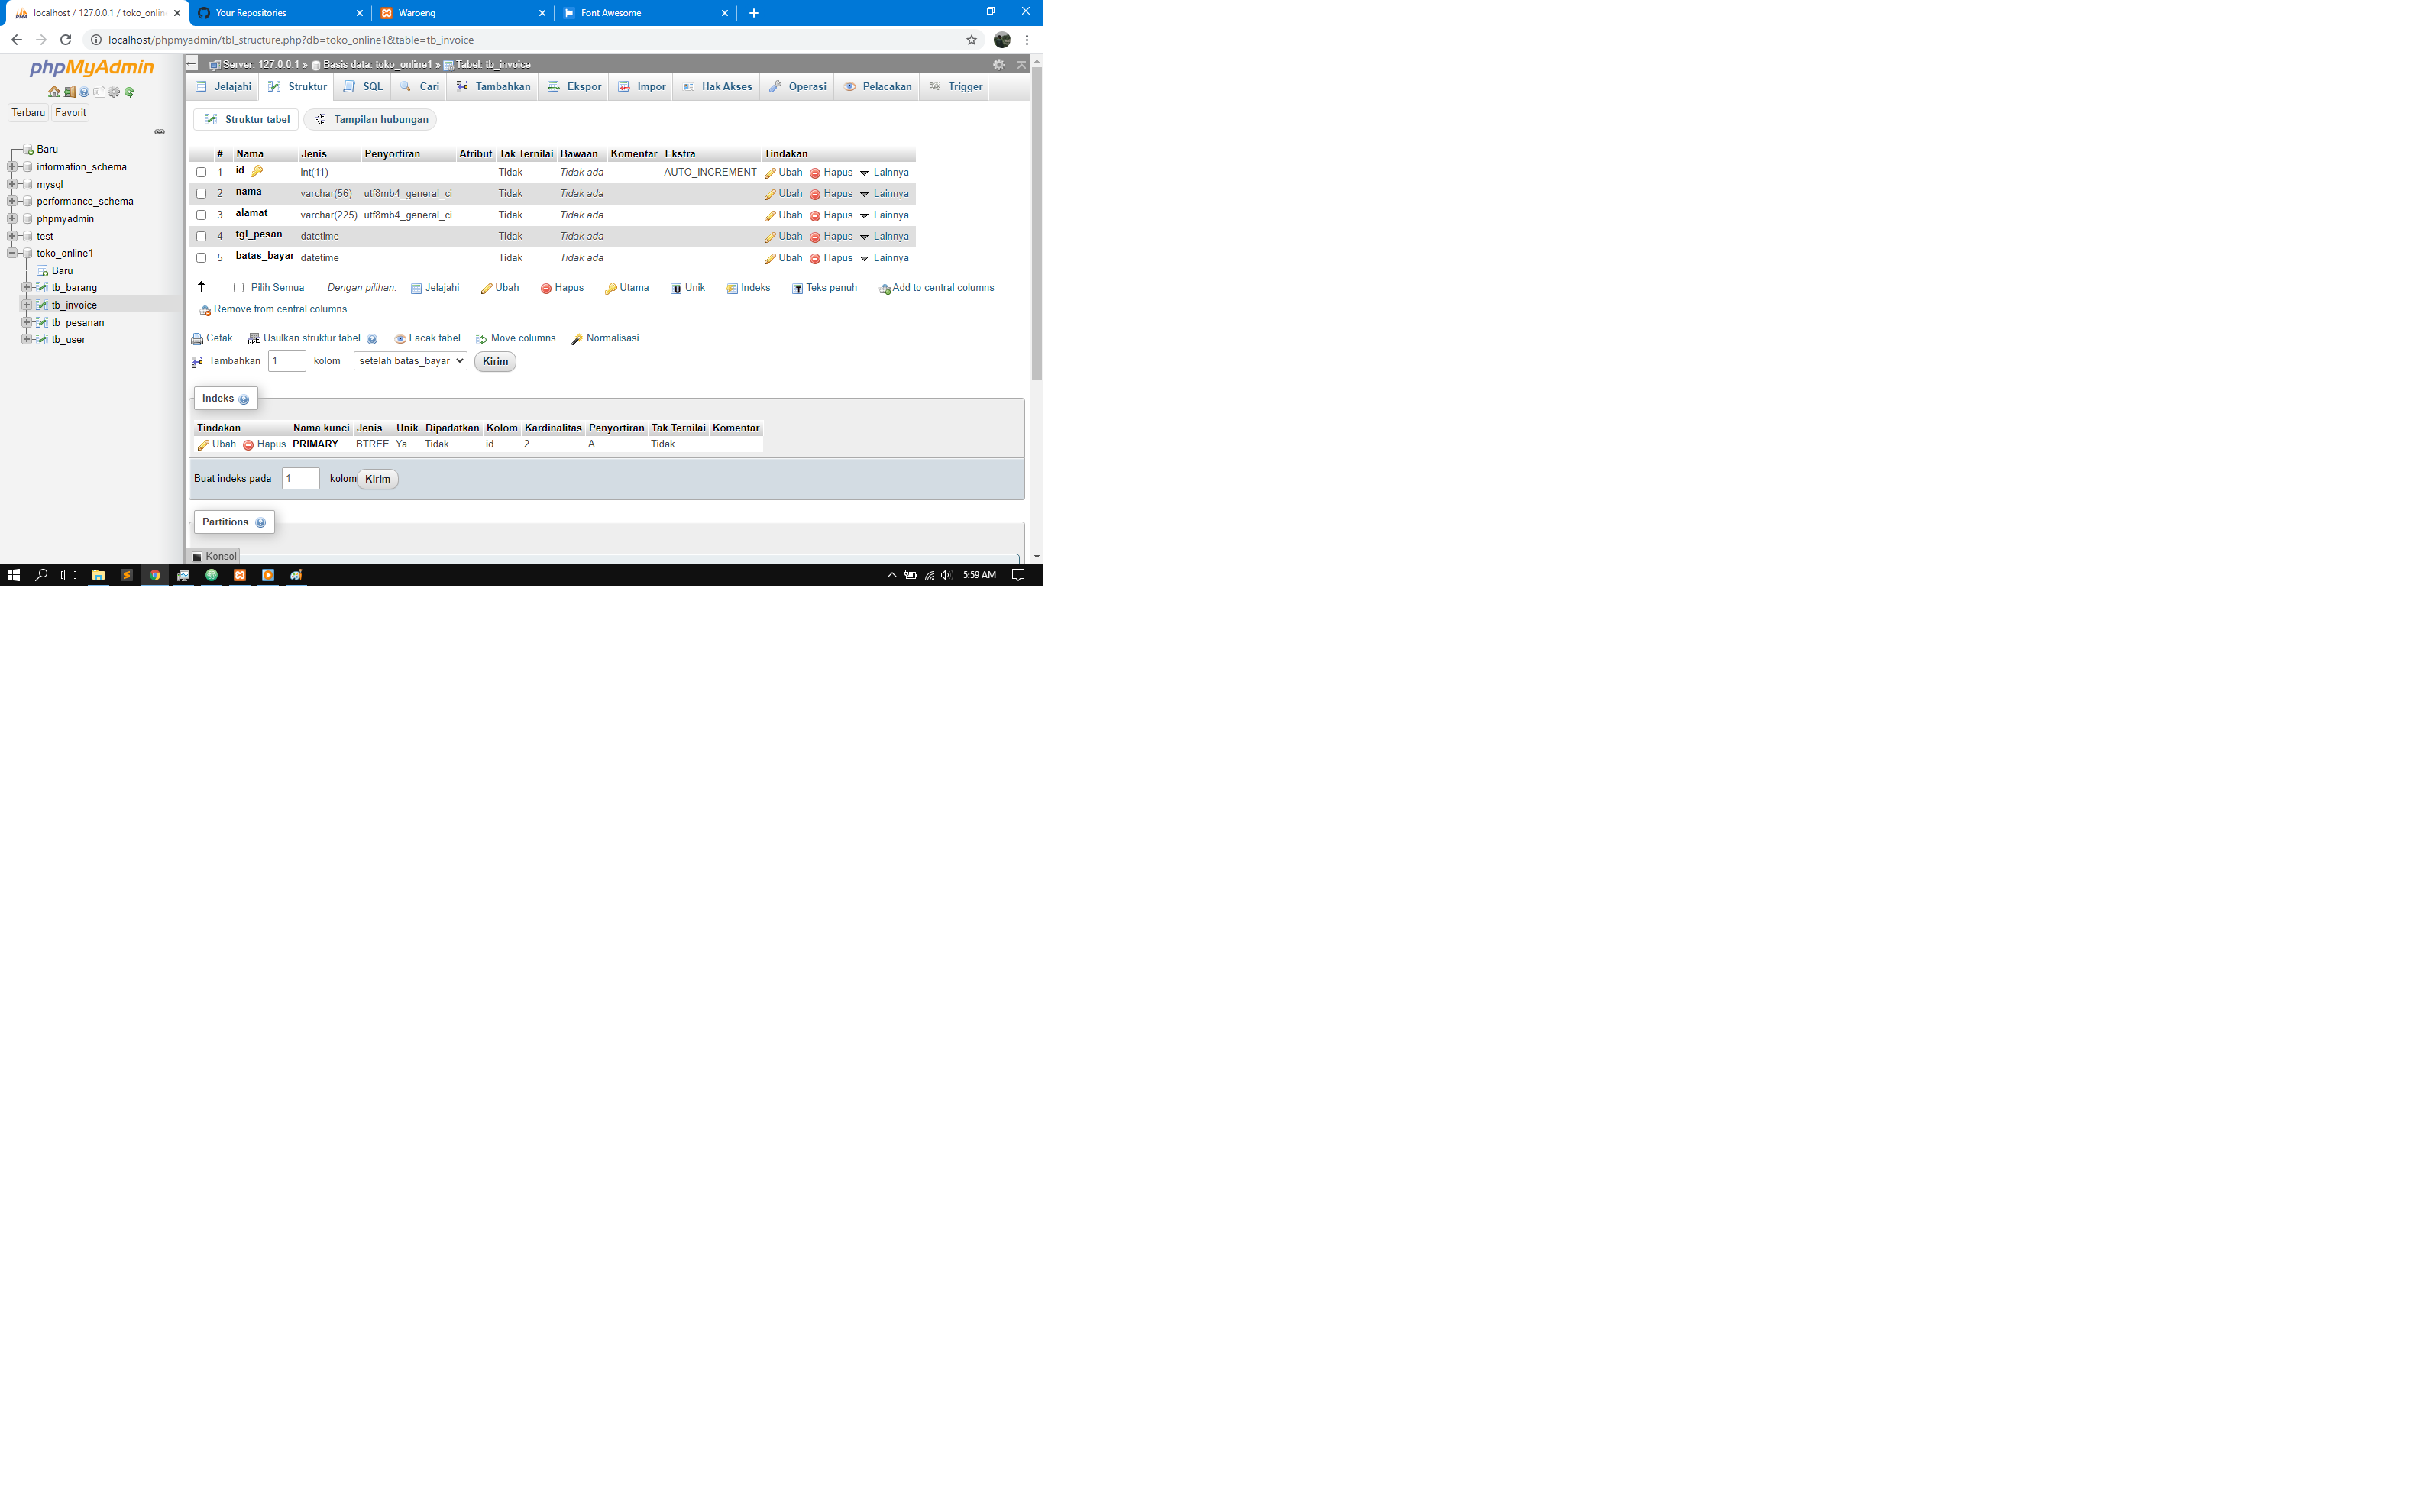 localhost / 127.0.0.1 / toko_onlin
Your Repositories
Waroeng
Font Awesome
localhost/phpmyadmin/tbl_structure.php?db=toko_online1&table=tb_invoice
phpMyAdmin
Terbaru
Favorit
Baru
information_schema
mysql
performance_schema
phpmyadmin
test
toko_online1
Baru
tb_barang
tb_invoice
tb_pesanan
tb_user
Server: 127.0.0.1 » Basis data: toko_online1 » Tabel: tb_invoice
Jelajahi Struktur SQL Cari Tambahkan Ekspor Impor Hak Akses Operasi Pelacakan Trigger
Struktur tabel Tampilan hubungan
# Nama Jenis Penyortiran Atribut Tak Ternilai Bawaan Komentar Ekstra Tindakan
1 id int(11) Tidak Tidak ada AUTO_INCREMENT Ubah Hapus Lainnya
2 nama varchar(56) utf8mb4_general_ci Tidak Tidak ada Ubah Hapus Lainnya
3 alamat varchar(225) utf8mb4_general_ci Tidak Tidak ada Ubah Hapus Lainnya
4 tgl_pesan datetime Tidak Tidak ada Ubah Hapus Lainnya
5 batas_bayar datetime Tidak Tidak ada Ubah Hapus Lainnya
Pilih Semua Dengan pilihan: Jelajahi Ubah Hapus Utama Unik Indeks Teks penuh Add to central columns
Remove from central columns
Cetak Usulkan struktur tabel Lacak tabel Move columns Normalisasi
Tambahkan 1 kolom setelah batas_bayar Kirim
Indeks
Tindakan Nama kunci Jenis Unik Dipadatkan Kolom Kardinalitas Penyortiran Tak Ternilai Komentar
Ubah Hapus PRIMARY BTREE Ya Tidak id 2 A Tidak
Buat indeks pada 1 kolom Kirim
Partitions
Konsol
5:59 AM